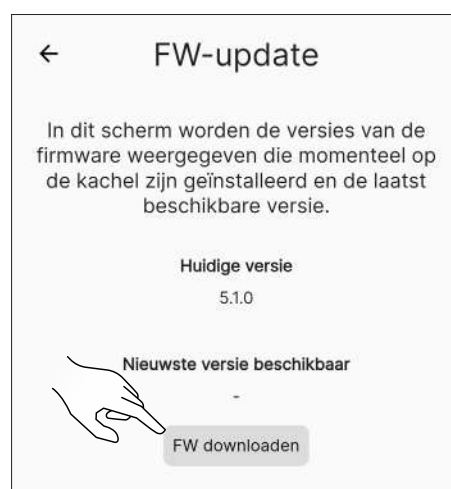 ← FW-update
In dit scherm worden de versies van de
firmware weergegeven die momenteel op
de kachel zijn geïnstalleerd en de laatst
beschikbare versie.
Huidige versie
5.1.0
Nieuwste versie beschikbaar
-
FW downloaden